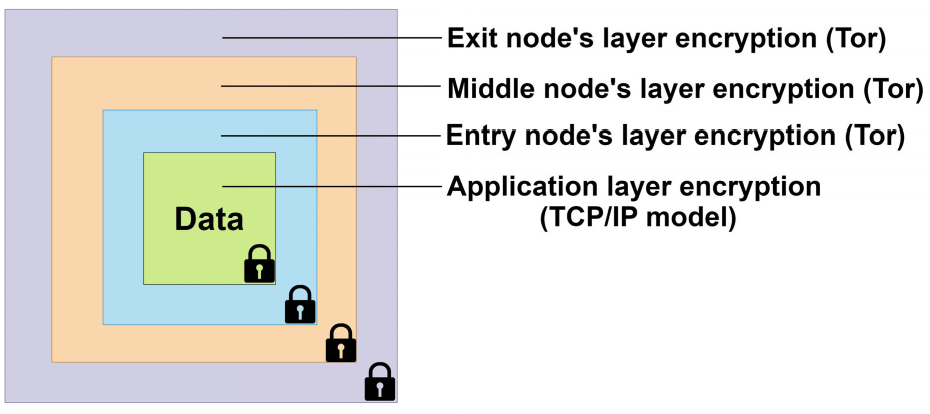 Exit node's layer encryption (Tor)
Middle node's layer encryption (Tor)
Entry node's layer encryption (Tor)
Application layer encryption
(TCP/IP model)
Data